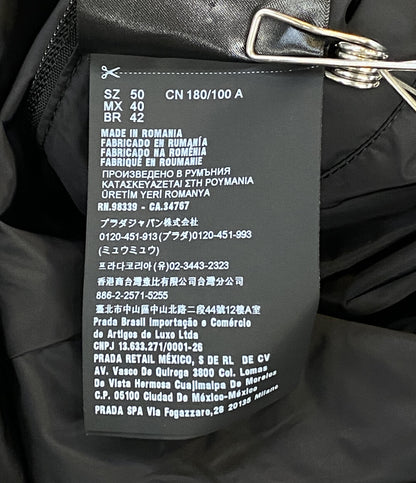 SZ 50 CN 180/100 A
MX 40
BR 42
MADE IN ROMANIA
FABRICADO EN RUMANÍA
FABRICADO NA ROMÊNIA
FABRIQUÉ EN ROUMANIE
ПРОИЗВЕДЕНО В РУМЪНИЯ
ΚΑΤΑΣΚΕΥΑΖΕΤΑΙ ΣΤΗ ΡΟΥΜΑΝΙΑ
ÜRETİM YERİ ROMANYA
RN.98339 - CA.34767
プラダジャパン株式会社
0120-451-913 (プラダ) 0120-451-993
(ミュウミュウ)
프라다코리아 (유) 02-3443-2323
香港商台灣壹比有限公司台灣分公司
886-2-2571-5255
臺北市中山區中山北路二段44號12樓A室
Prada Brasil Importação e Comércio
de Artigos de Luxo Ltda
CNPJ 13.633.271/0001-26
PRADA RETAIL MÉXICO, S DE RL DE CV
AV. Vasco De Quiroga 3800 Col. Lomas
De Vista Hermosa Cuajimalpa De Morelos
C.P. 05100 Ciudad De México-México
PRADA SPA Via Fogazzaro,28 20135 Milano